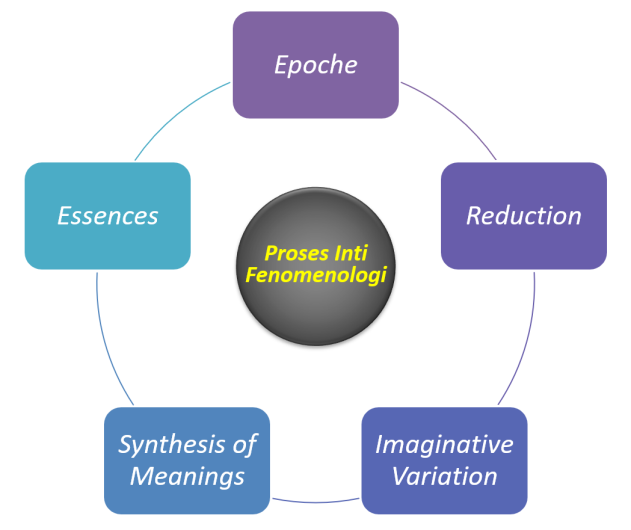 Epoche
Reduction
Imaginative
Variation
Synthesis of
Meanings
Essences
Proses Inti
Fenomenologi